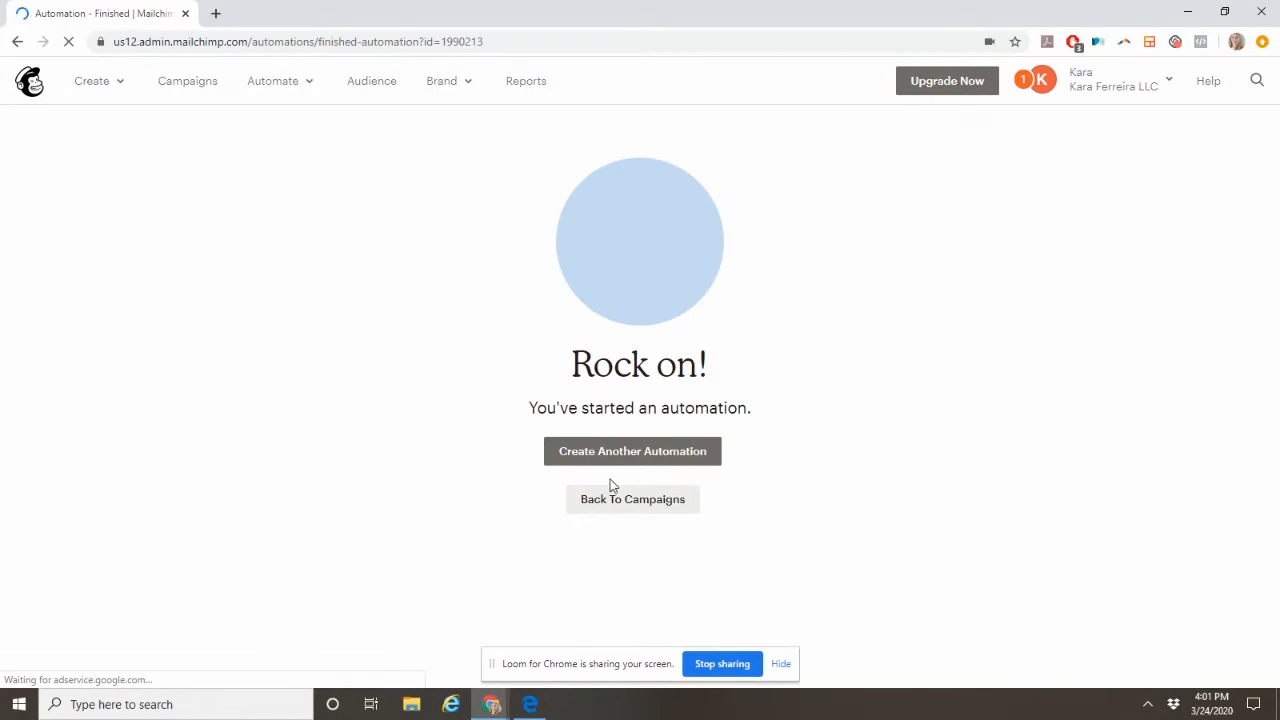 Automation - Finished | Mailchim
us12.admin.mailchimp.com/automations/finished-automation?id=1990213
3
Create
Campaigns
Automate
Audience
Brand
Reports
Upgrade Now
1
K
Kara
Kara Ferreira LLC
Help
Rock on!
You've started an automation.
Create Another Automation
Back To Campaigns
Loom for Chrome is sharing your screen.
Stop sharing
Hide
Waiting for adservice.google.com...
Type here to search
4:01 PM
3/24/2020